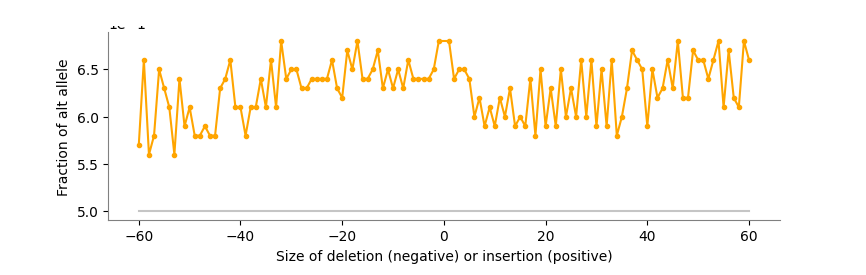 6.5
6.0
5.5
5.0
Fraction of alt allele
−60 −40 −20 0 20 40 60
Size of deletion (negative) or insertion (positive)